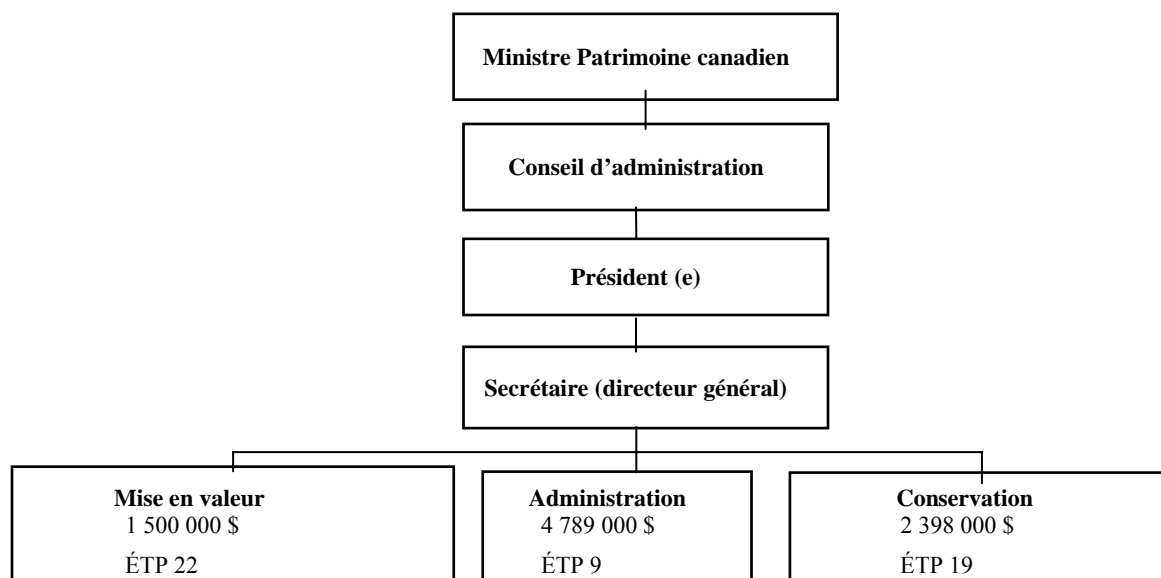 Ministre Patrimoine canadien
Conseil d’administration
Président (e)
Secrétaire (directeur général)
Mise en valeur
1 500 000 $
ÉTP 22
Administration
4 789 000 $
ÉTP 9
Conservation
2 398 000 $
ÉTP 19